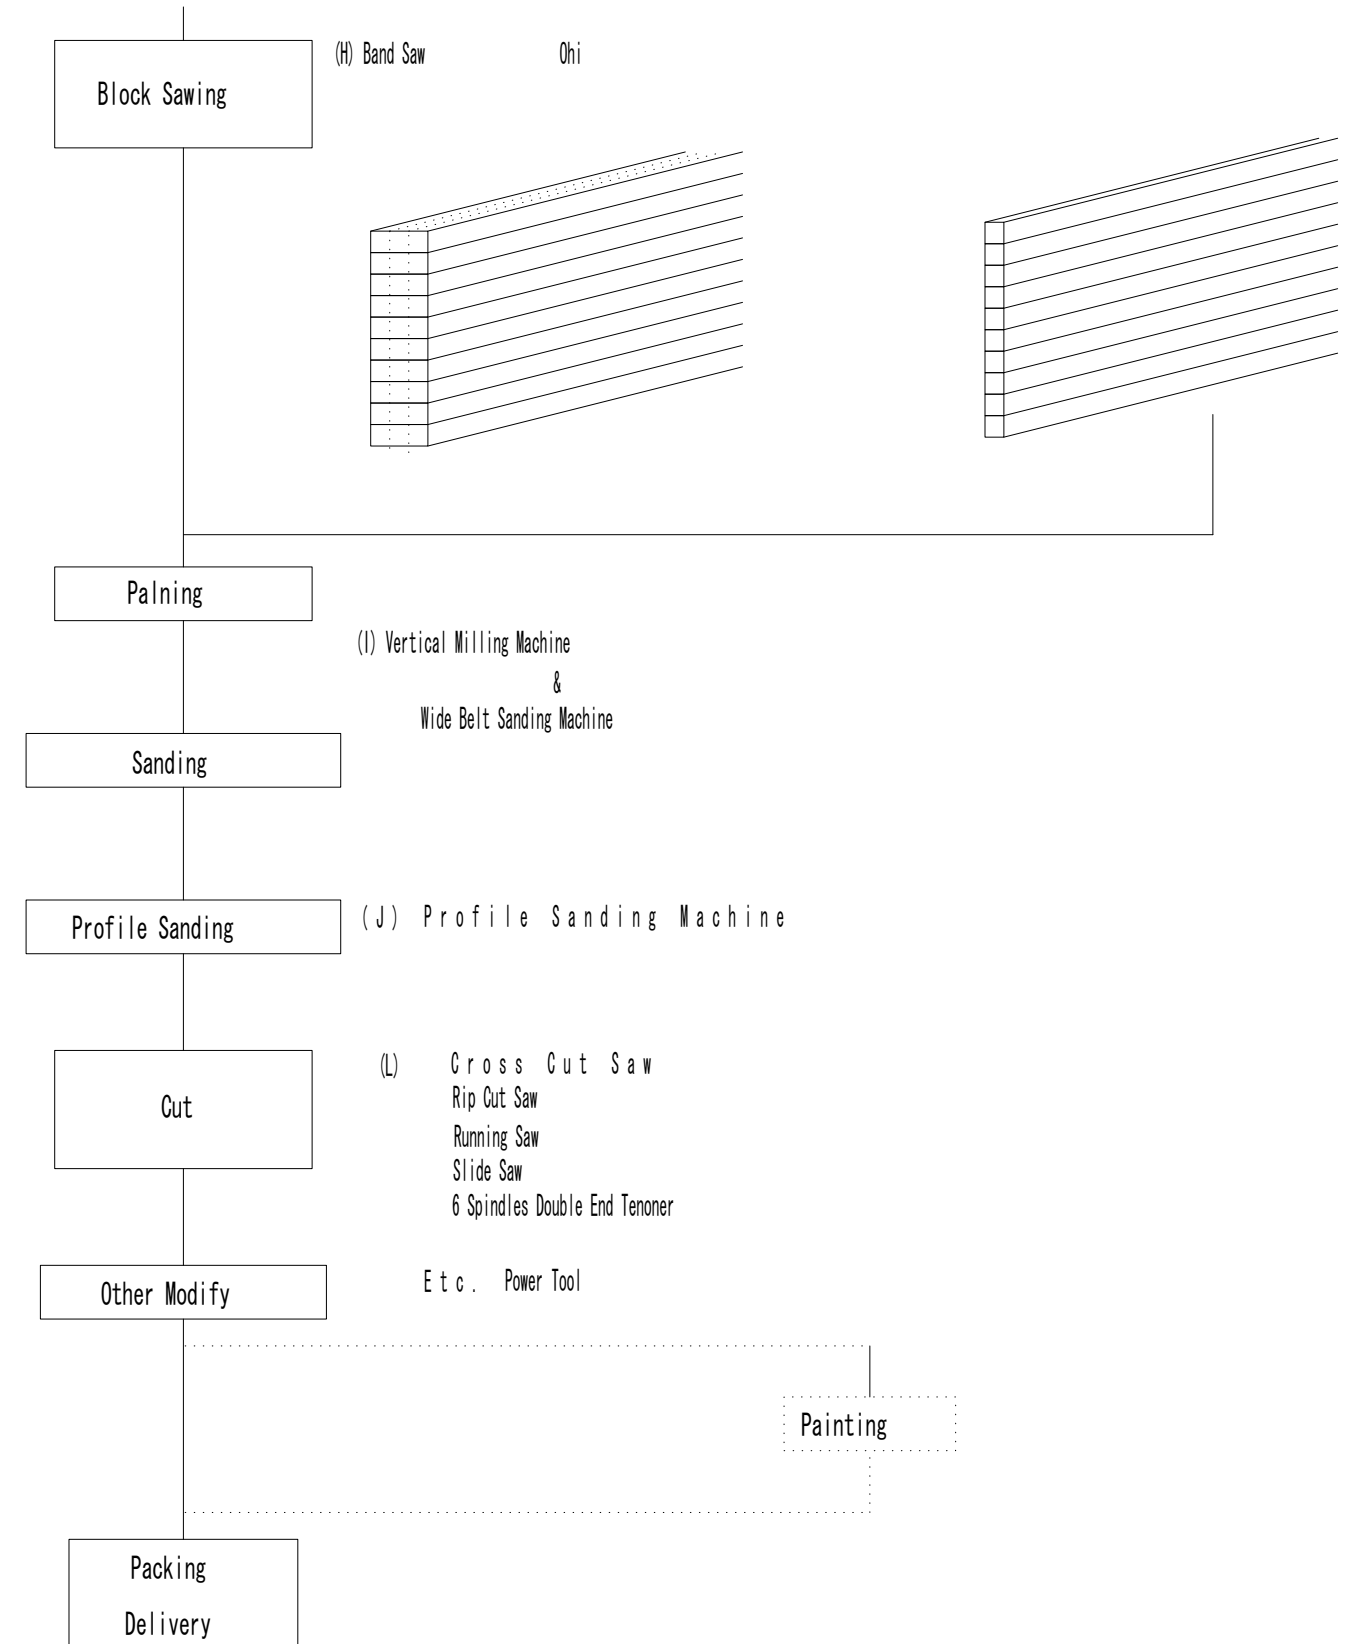 (H) Band Saw Ohi
Block Sawing
Palning
(I) Vertical Milling Machine
&
Wide Belt Sanding Machine
Sanding
Profile Sanding
(J) Profile Sanding Machine
(L) Cross Cut Saw
Rip Cut Saw
Cut
Running Saw
Slide Saw
6 Spindles Double End Tenoner
Other Modify
Etc. Power Tool
Painting
Packing
Delivery